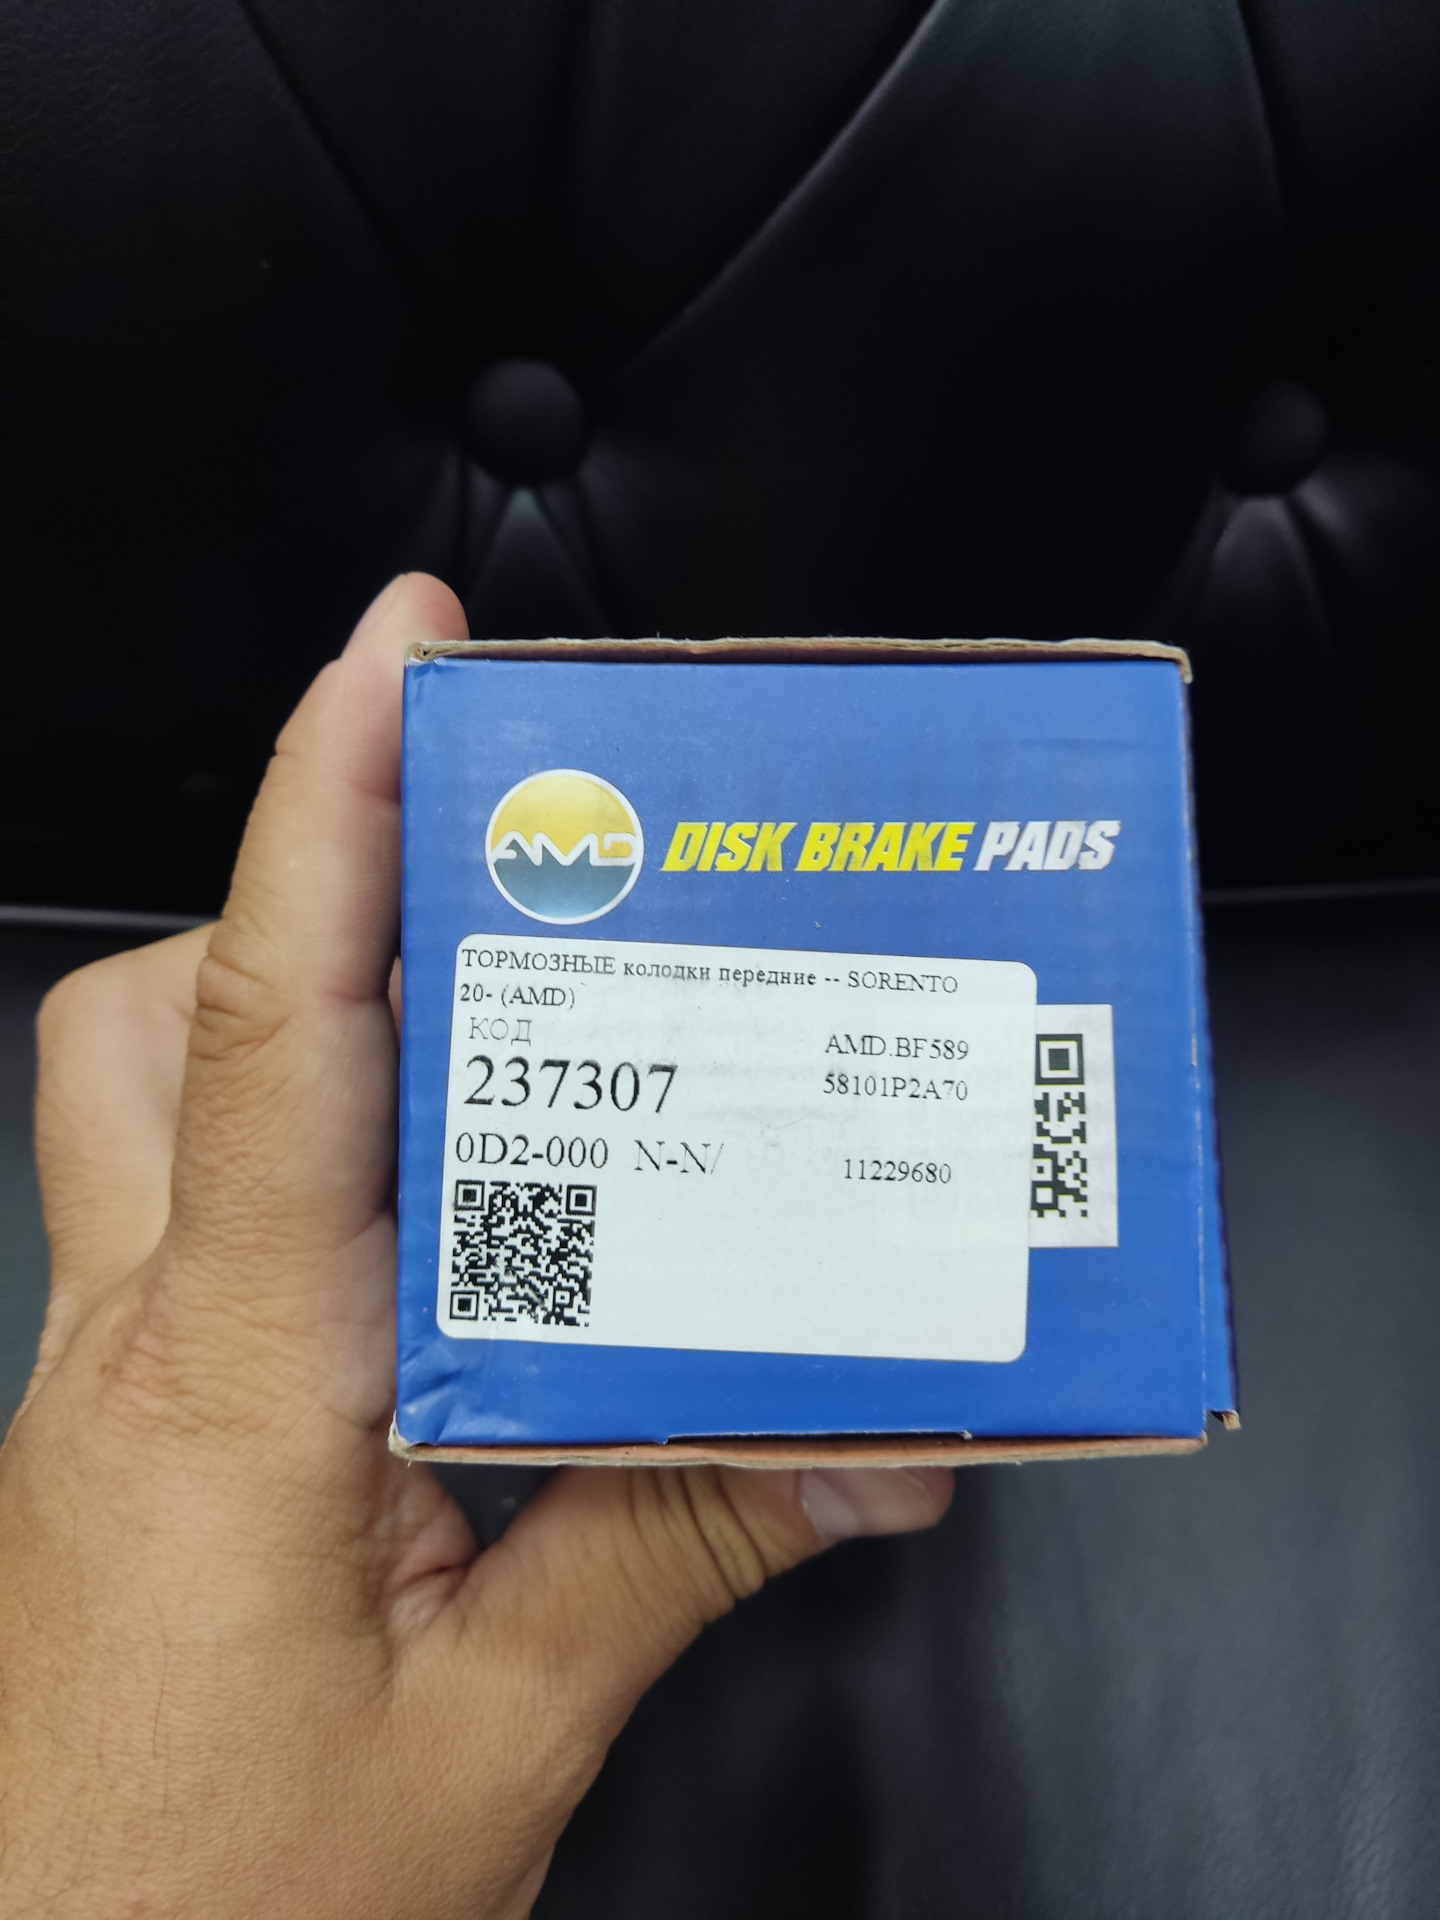 AMD DISK BRAKE PADS
ТОРМОЗНЫЕ колодки передние -- SORENTO
20- (AMD)
КОД
AMD.BF589
237307
58101P2A70
0D2-000 N-N/
11229680